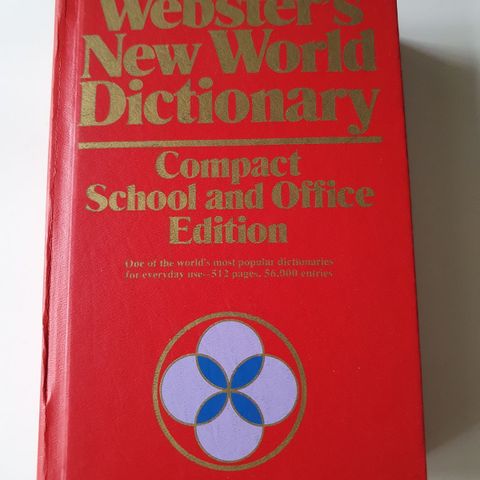 Webster's
New World
Dictionary
Compact
School and Office
Edition
One of the world's most popular dictionaries
for everyday use—512 pages, 56,000 entries